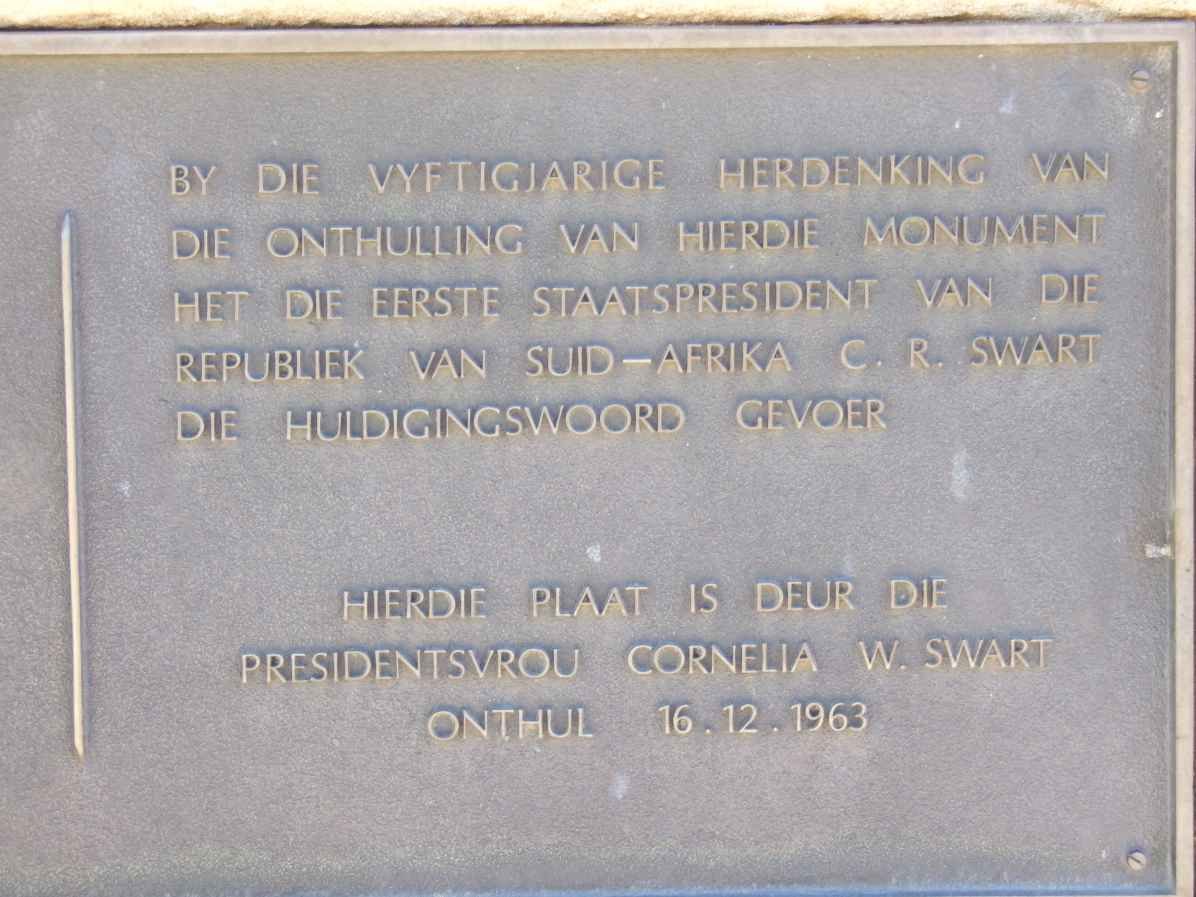 BY DIE VYFTIGJARIGE HERDENKING VAN
DIE ONTHULLING VAN HIERDIE MONUMENT
HET DIE EERSTE STAATSPRESIDENT VAN DIE
REPUBLIEK VAN SUID-AFRIKA C. R. SWART
DIE HULDIGINGSWOORD GEVOER
HIERDIE PLAAT IS DEUR DIE
PRESIDENTSVROU CORNELIA W. SWART
ONTHUL 16.12.1963